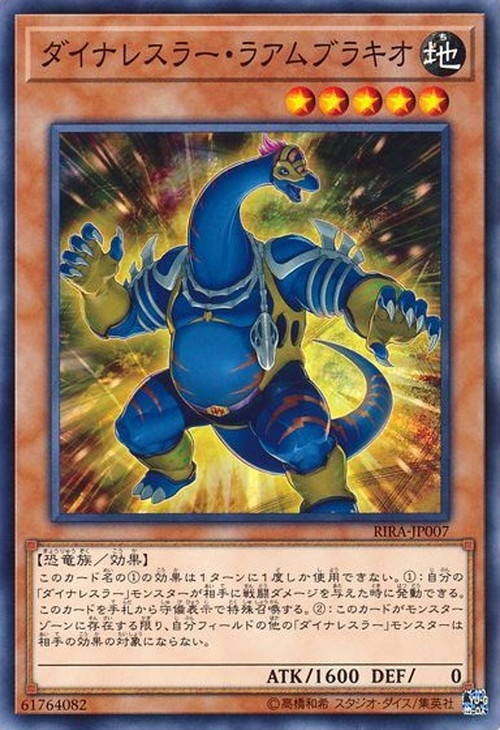 ダイナレスラー・ラアムブラキオ
地
RIRA-JP007
【恐竜族／効果】
このカード名の①の効果は１ターンに１度しか使用できない。①：自分の
「ダイナレスラー」モンスターが相手に戦闘ダメージを与えた時に発動できる。
このカードを手札から守備表示で特殊召喚する。②：このカードがモンスター
ゾーンに存在する限り、自分フィールドの他の「ダイナレスラー」モンスターは
相手の効果の対象にならない。
ATK/1600 DEF/ 0
61764082
©高橋和希 スタジオ・ダイス/集英社